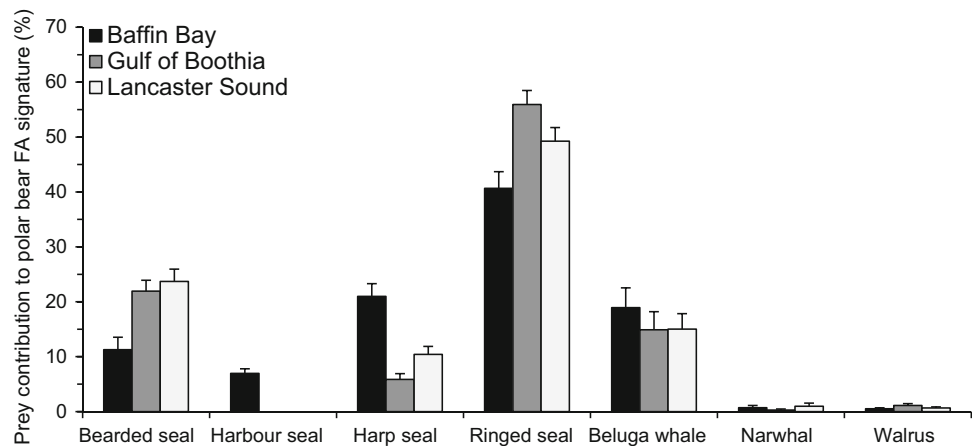 Prey contribution to polar bear FA signature (%)
70
60
50
40
30
20
10
0
Baffin Bay
Gulf of Boothia
Lancaster Sound
Bearded seal
Harbour seal
Harp seal
Ringed seal
Beluga whale
Narwhal
Walrus